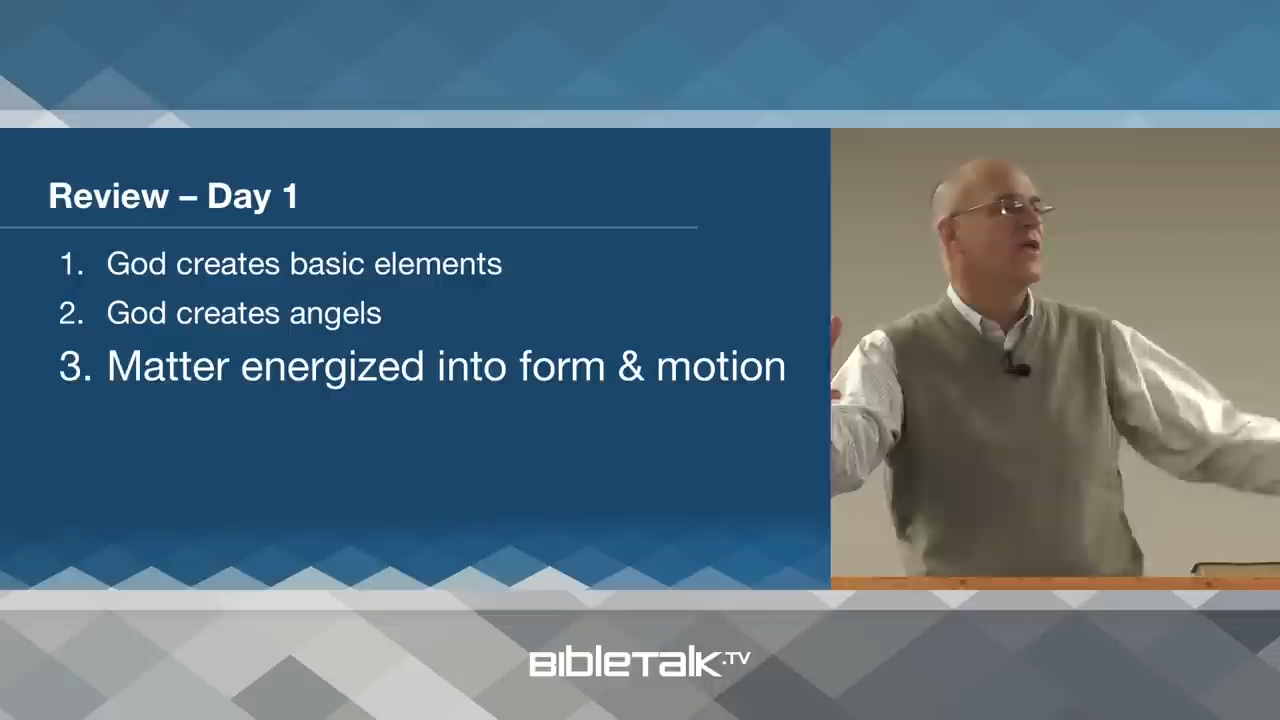 Review – Day 1
1. God creates basic elements
2. God creates angels
3. Matter energized into form & motion
BIBLETALK.TV